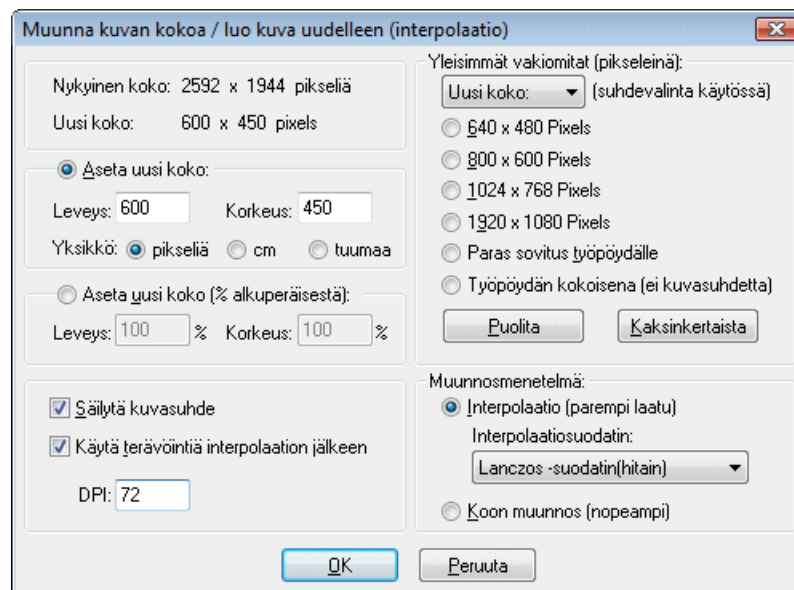 Muunna kuvan kokoa / luo kuva uudelleen (interpolaatio)
Nykyinen koko: 2592 x 1944 pikseliä
Uusi koko: 600 x 450 pixels
Aseta uusi koko:
Leveys: 600 Korkeus: 450
Yksikkö: pikseliä cm tuumaa
Aseta uusi koko (% alkuperäisestä):
Leveys: 100 % Korkeus: 100 %
Säilytä kuvasuhde
Käytä terävöintiä interpolaation jälkeen
DPI: 72
Yleisimmät vakiomitat (pikseleinä):
Uusi koko: (suhdevalinta käytössä)
640 x 480 Pixels
800 x 600 Pixels
1024 x 768 Pixels
1920 x 1080 Pixels
Paras sovitus työpöydälle
Työpöydän kokoisena (ei kuvasuhdetta)
Puolita Kaksinkertaista
Muunnosmenetelmä:
Interpolaatio (parempi laatu)
Interpolaatiosuodatin:
Lanczos -suodatin(hitain)
Koon muunnos (nopeampi)
OK Peruuta